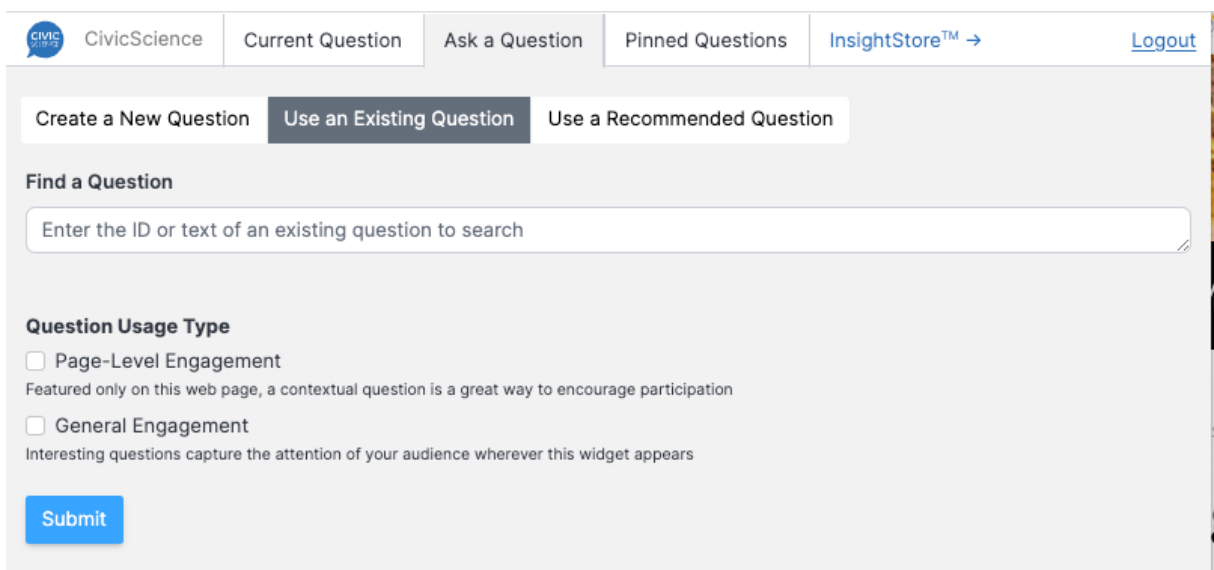 CIVIC
SCIENCE
CivicScience
Current Question
Ask a Question
Pinned Questions
InsightStore™ →
Logout
Create a New Question
Use an Existing Question
Use a Recommended Question
Find a Question
Enter the ID or text of an existing question to search
Question Usage Type
Page-Level Engagement
Featured only on this web page, a contextual question is a great way to encourage participation
General Engagement
Interesting questions capture the attention of your audience wherever this widget appears
Submit